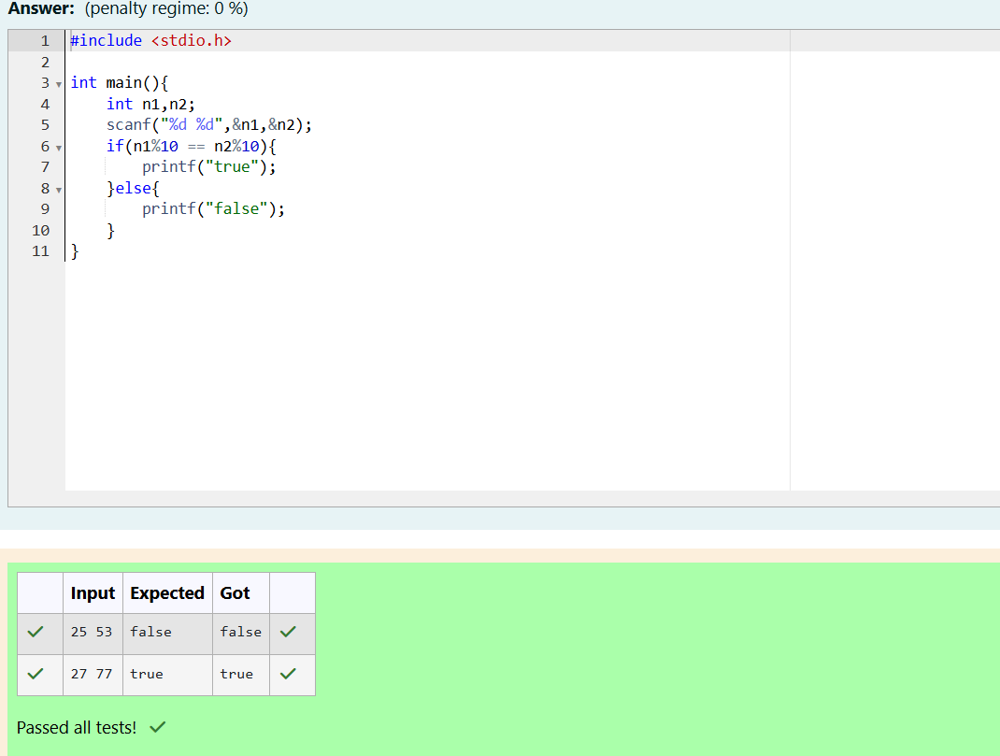 Answer: (penalty regime: 0 %)
1 #include <stdio.h>
2
3 int main(){
4     int n1,n2;
5     scanf("%d %d",&n1,&n2);
6     if(n1%10 == n2%10){
7         printf("true");
8     }else{
9         printf("false");
10     }
11 }
Input Expected Got
25 53 false false
27 77 true true
Passed all tests!